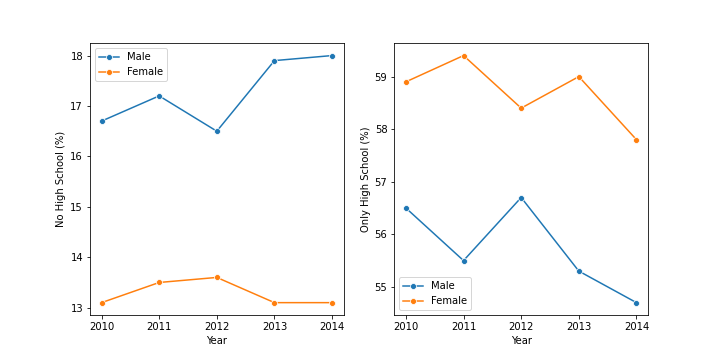 No High School (%)
18
17
16
15
14
13
Male
Female
2010 2011 2012 2013 2014
Year
Only High School (%)
59
58
57
56
55
Male
Female
2010 2011 2012 2013 2014
Year